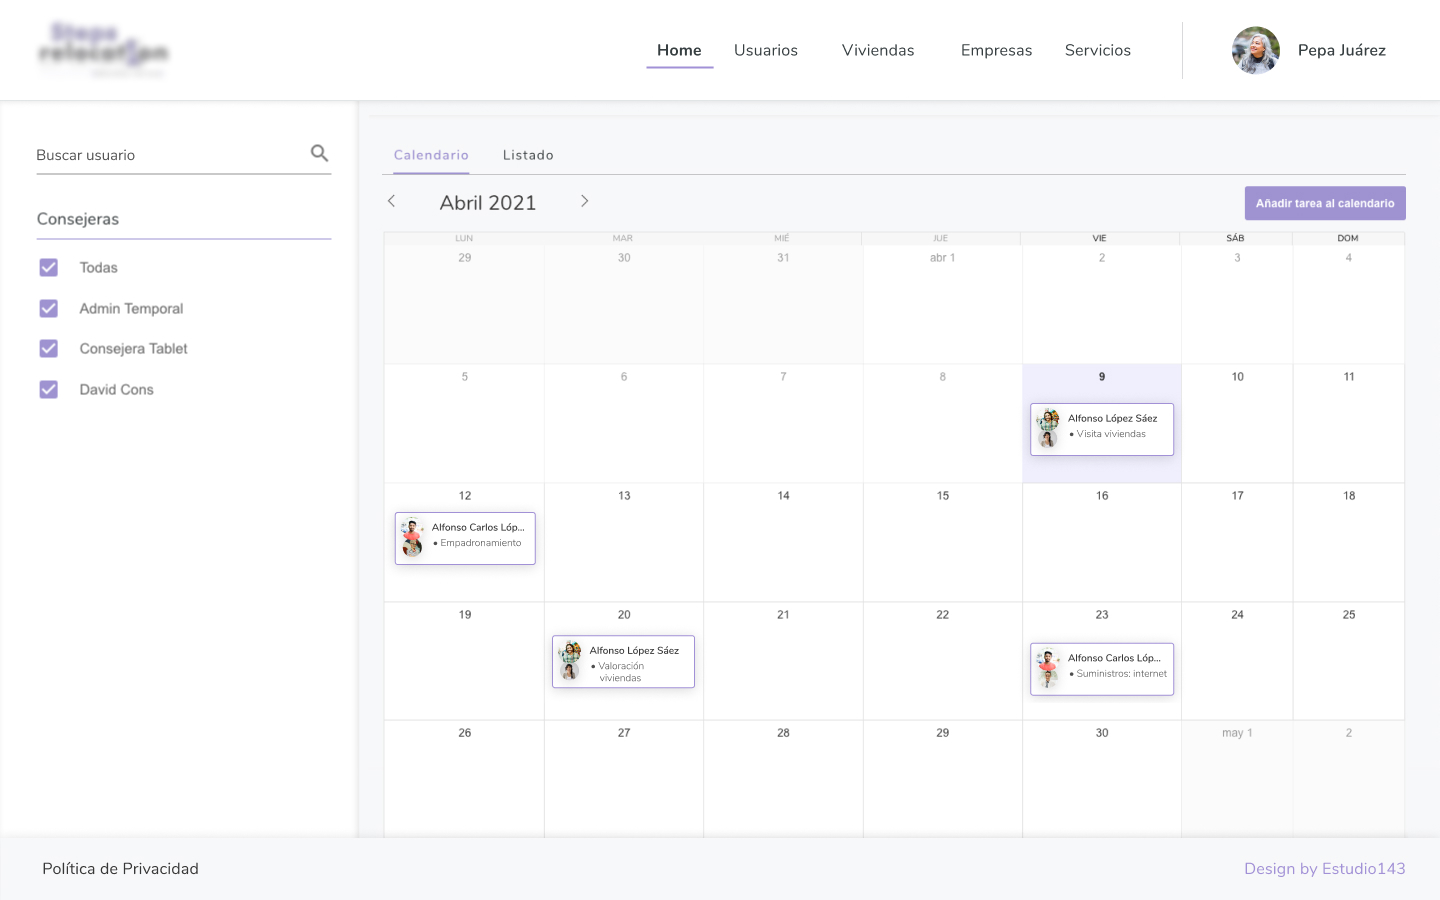 Steps
relocation
Home
Usuarios
Viviendas
Empresas
Servicios
Pepa Juárez
Buscar usuario
Consejeras
Todas
Admin Temporal
Consejera Tablet
David Cons
Calendario
Listado
Abril 2021
Añadir tarea al calendario
LUN MAR MIÉ JUE VIE SÁB DOM
29 30 31 abr 1 2 3 4
5 6 7 8 9 10 11
Alfonso López Sáez
• Visita viviendas
12 13 14 15 16 17 18
Alfonso Carlos Lóp...
• Empadronamiento
19 20 21 22 23 24 25
Alfonso López Sáez
• Valoración
viviendas
Alfonso Carlos Lóp...
• Suministros: internet
26 27 28 29 30 may 1 2
Política de Privacidad
Design by Estudio143